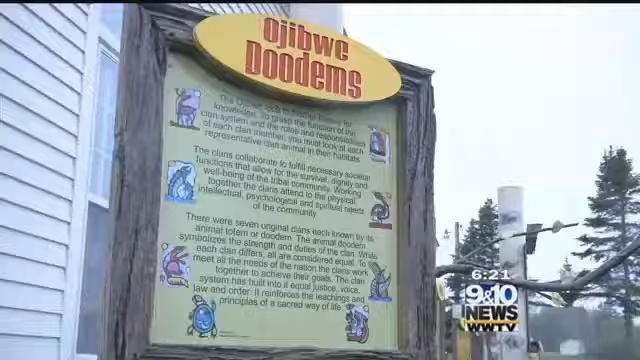 Ojibwe
Doodems
The Ojibwe look to Mother Nature for
knowledge. To grasp the function of the
clan system and the roles and responsibilities
of each clan member, you must look at each
representative clan animal in their habitats.
The clans collaborate to fulfill necessary societal
functions that allow for the survival, dignity and
well-being of the tribal community. Working
together the clans attend to the physical,
intellectual, psychological and spiritual needs
of the community.
There were seven original clans each known by its
animal totem or doodem. The animal doodem
symbolizes the strength and duties of the clan. While
each clan differs, all are considered equal. To
meet all the needs of the nation the clans work
together to achieve their goals. The clan
system has built into it equal justice, voice,
law and order. It reinforces the teachings and
principles of a sacred way of life.
6:21
9&10
NEWS
WWTV